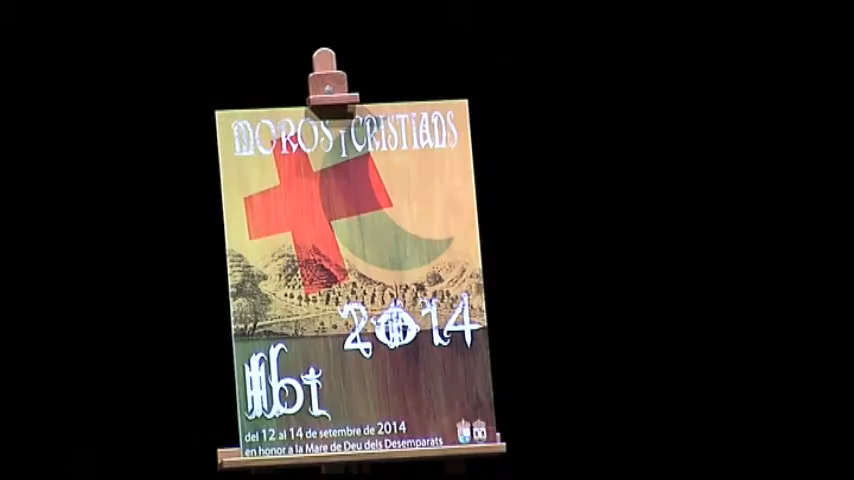 MOROS i CRISTIANS
2014
Ibi
del 12 al 14 de setembre de 2014
en honor a la Mare de Deu dels Desemparats